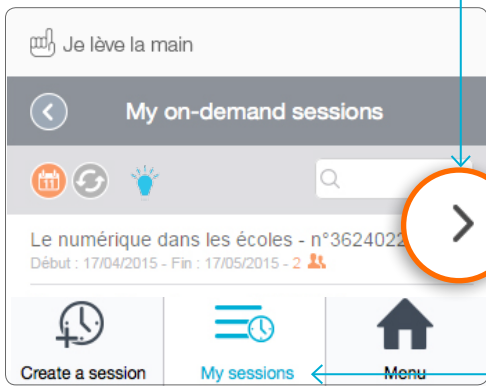 Je lève la main
My on-demand sessions
11
Le numérique dans les écoles - n°3624022
Début : 17/04/2015 - Fin : 17/05/2015 - 2
Create a session
My sessions
Menu